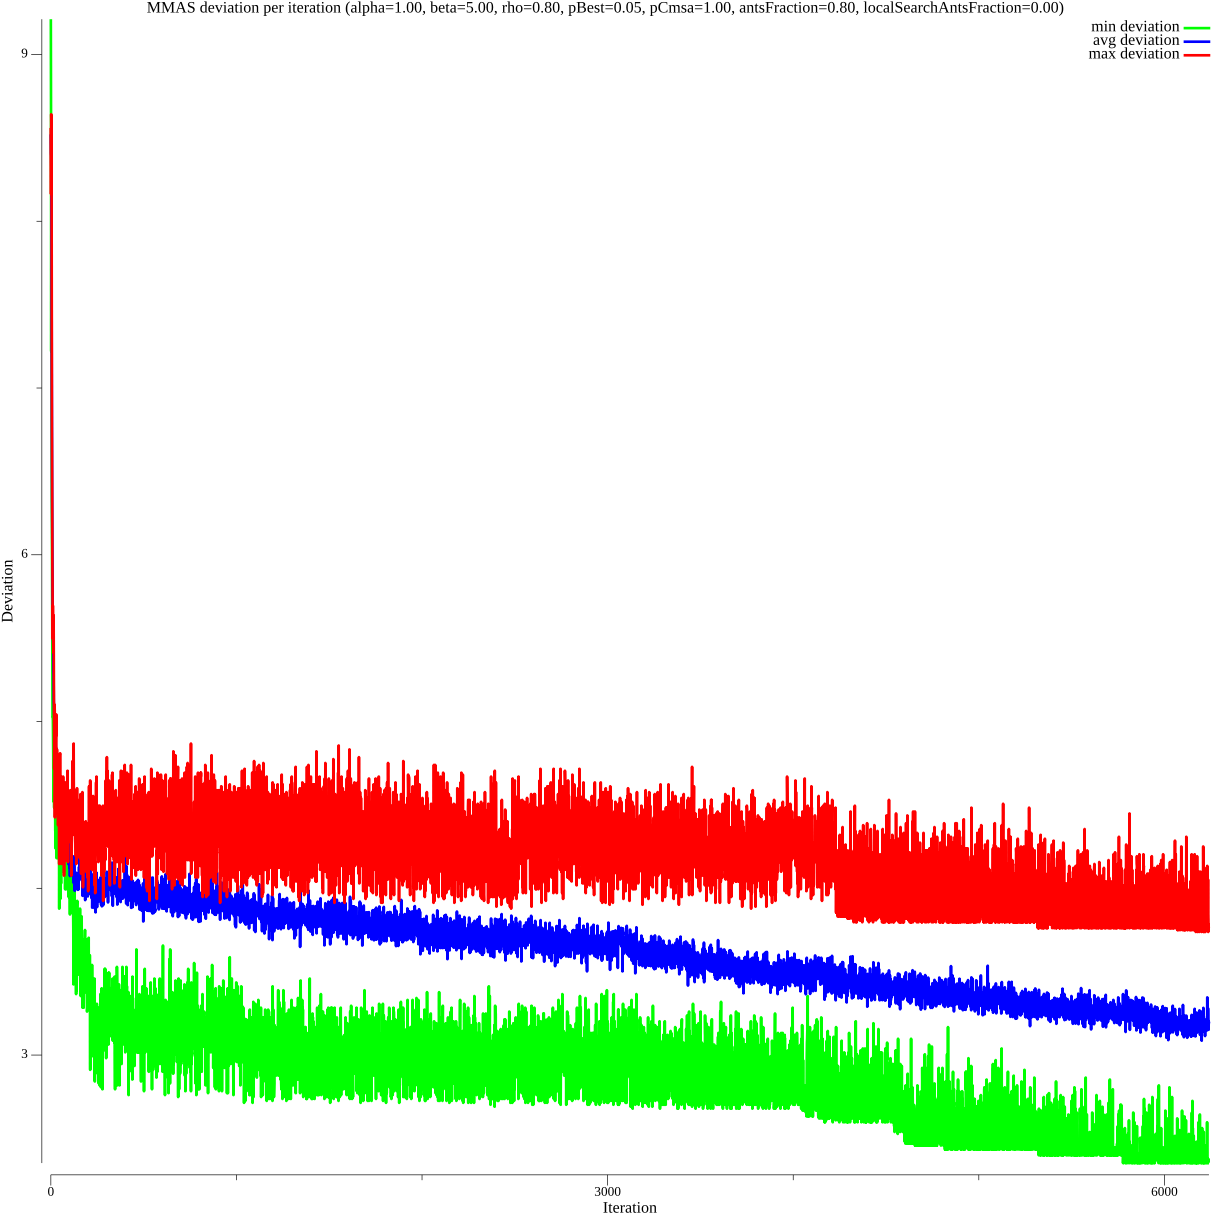 MMAS deviation per iteration (alpha=1.00, beta=5.00, rho=0.80, pBest=0.05, pCmsa=1.00, antsFraction=0.80, localSearchAntsFraction=0.00)
min deviation
avg deviation
max deviation
9
6
3
Deviation
0
3000
6000
Iteration